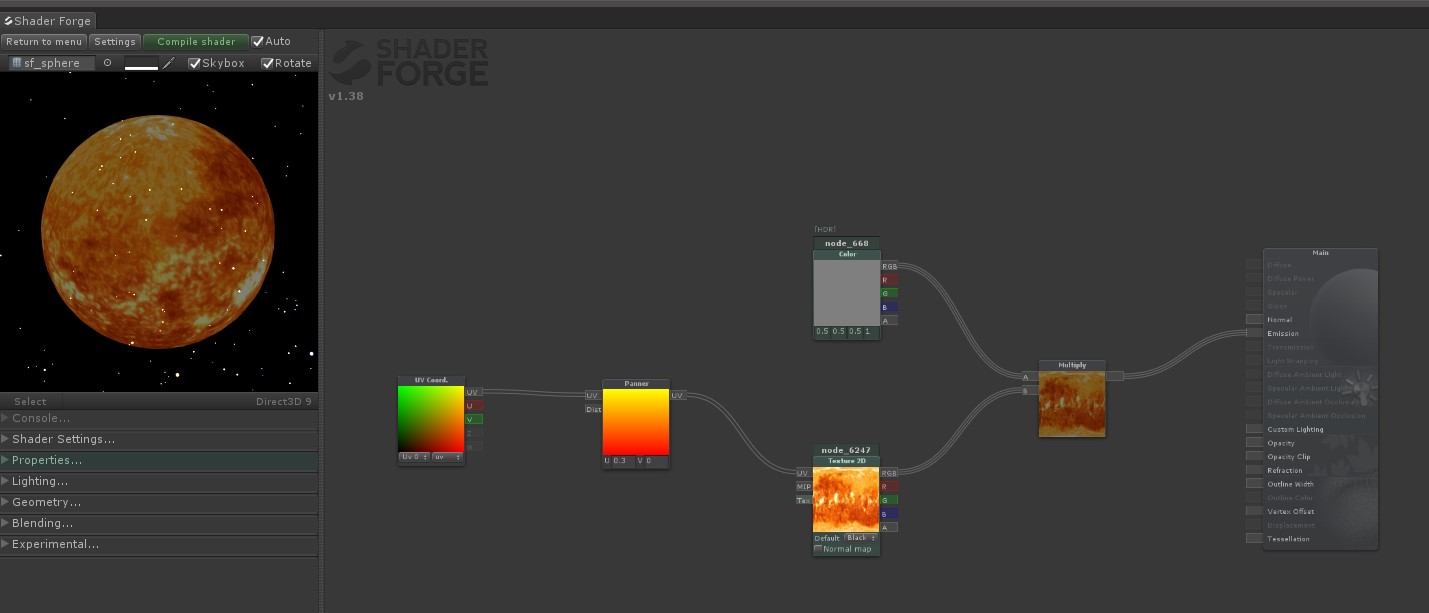 Shader Forge
Return to menu Settings Compile shader Auto
sf_sphere Skybox Rotate
SHADER
FORGE
v1.38
Select Direct3D 9
Console...
Shader Settings...
Properties...
Lighting...
Geometry...
Blending...
Experimental...
UV Coord.
UV
U
V
Uv 0 uv
Panner
UV UV
Dist
U 0.3 V 0
[HDR]
node_668
Color
RGB
R
G
B
A
0.5 0.5 0.5 1
node_6247
Texture 2D
UV RGB
MIP R
Tex G
B
A
Default Black
Normal map
Multiply
A
B
Main
Diffuse
Diffuse Power
Specular
Gloss
Normal
Emission
Transmission
Light Wrapping
Diffuse Ambient Light
Specular Ambient Light
Diffuse Ambient Occlusion
Specular Ambient Occlusion
Custom Lighting
Opacity
Opacity Clip
Refraction
Outline Width
Outline Color
Vertex Offset
Displacement
Tessellation